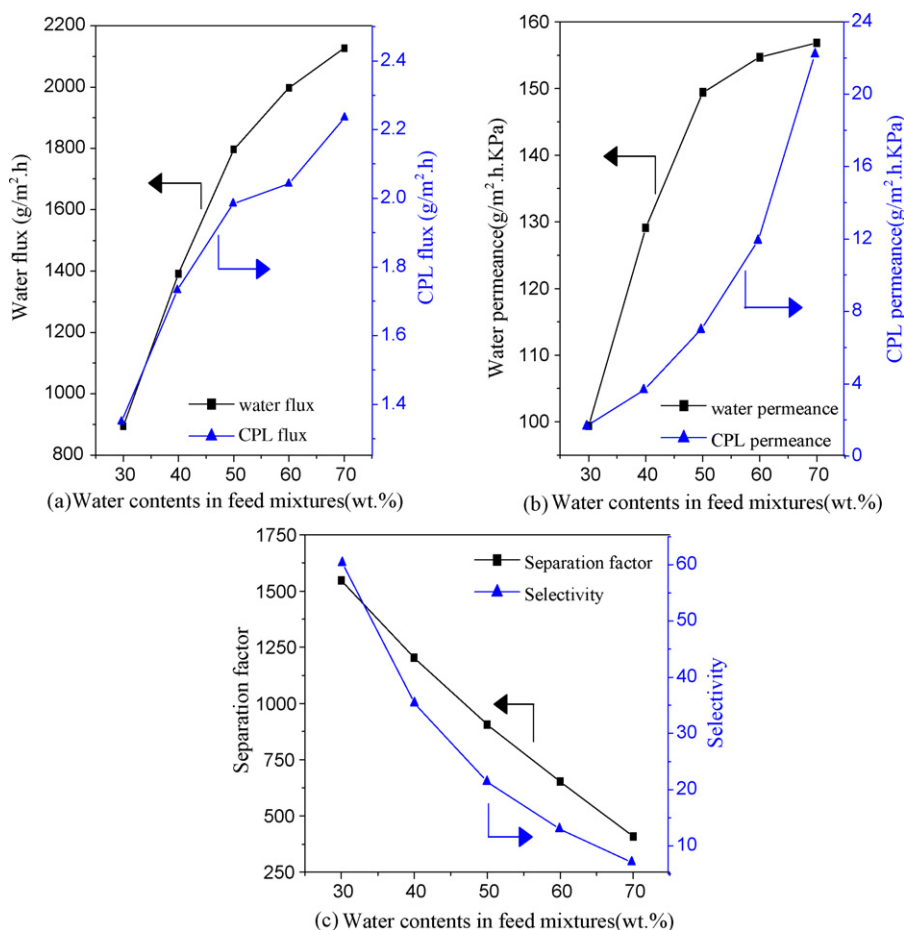 2200
2000
1800
1600
1400
1200
1000
800
Water flux (g/m².h)
2.4
2.2
2.0
1.8
1.6
1.4
CPL flux (g/m².h)
water flux
CPL flux
30 40 50 60 70
(a)Water contents in feed mixtures(wt.%)
160
150
140
130
120
110
100
Water permeance(g/m².h.KPa)
24
20
16
12
8
4
0
CPL permeance(g/m².h.KPa)
water permeance
CPL permeance
30 40 50 60 70
(b) Water contents in feed mixtures(wt.%)
1750
1500
1250
1000
750
500
250
Separation factor
60
50
40
30
20
10
Selectivity
Separation factor
Selectivity
30 40 50 60 70
(c) Water contents in feed mixtures(wt.%)